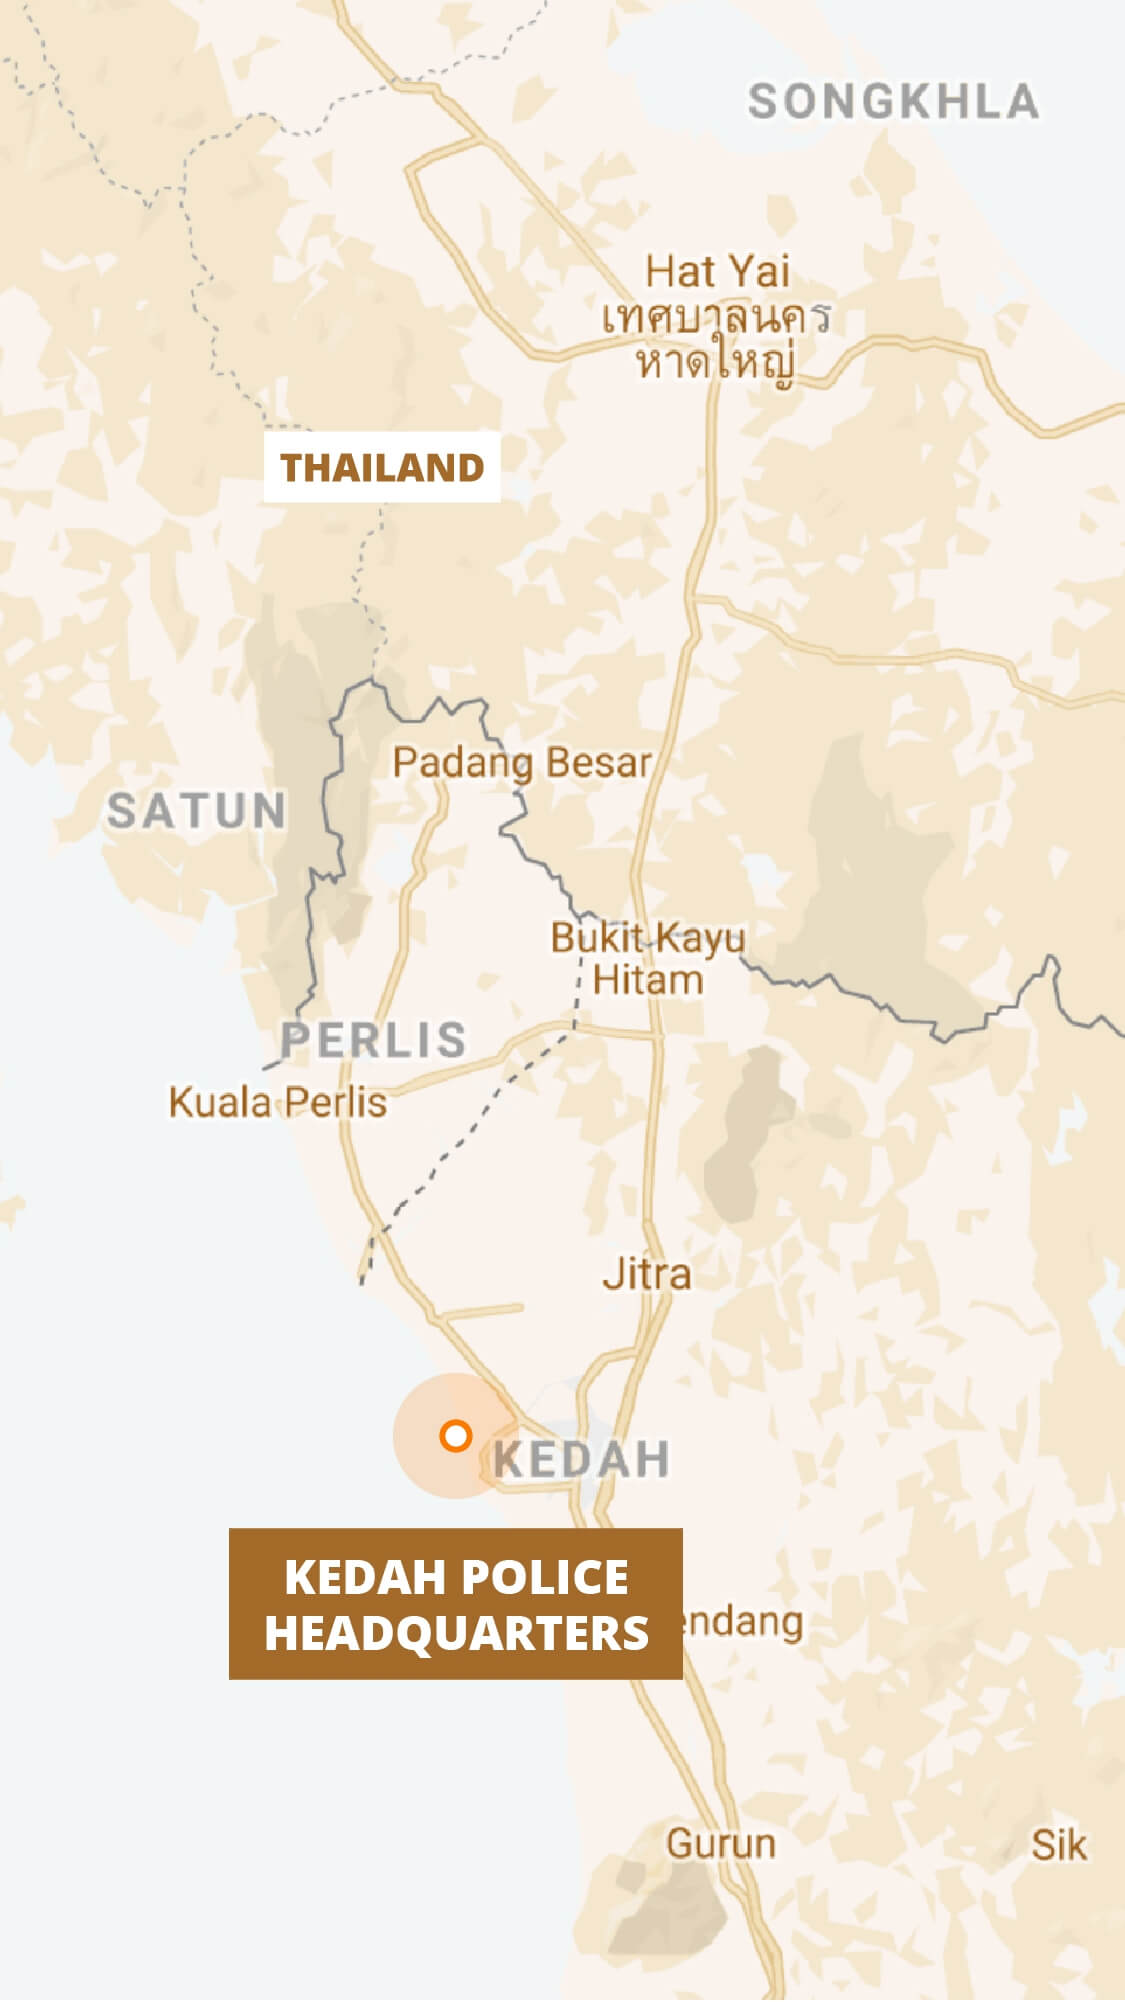 SONGKHLA
Hat Yai
เทศบาลนคร
หาดใหญ่
THAILAND
Padang Besar
SATUN
Bukit Kayu
Hitam
PERLIS
Kuala Perlis
Jitra
KEDAH
KEDAH POLICE
HEADQUARTERS
endang
Gurun
Sik